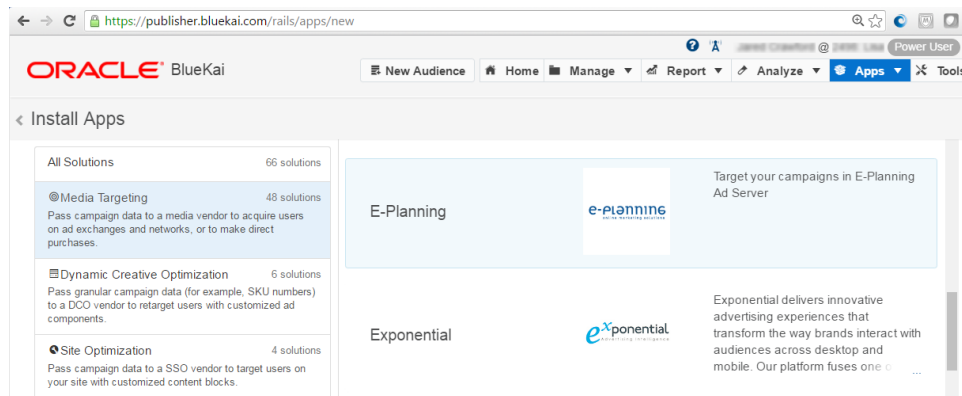 https://publisher.bluekai.com/rails/apps/new
@ Power User
ORACLE® BlueKai
New Audience Home Manage ▼ Report ▼ Analyze ▼ Apps ▼ Tools
Install Apps
All Solutions 66 solutions
Media Targeting 48 solutions
Pass campaign data to a media vendor to acquire users
on ad exchanges and networks, or to make direct
purchases.
Dynamic Creative Optimization 6 solutions
Pass granular campaign data (for example, SKU numbers)
to a DCO vendor to retarget users with customized ad
components.
Site Optimization 4 solutions
Pass campaign data to a SSO vendor to target users on
your site with customized content blocks.
E-Planning
e-planning
online marketing solutions
Target your campaigns in E-Planning
Ad Server
Exponential
exponential
Advertising Intelligence
Exponential delivers innovative
advertising experiences that
transform the way brands interact with
audiences across desktop and
mobile. Our platform fuses one o
...